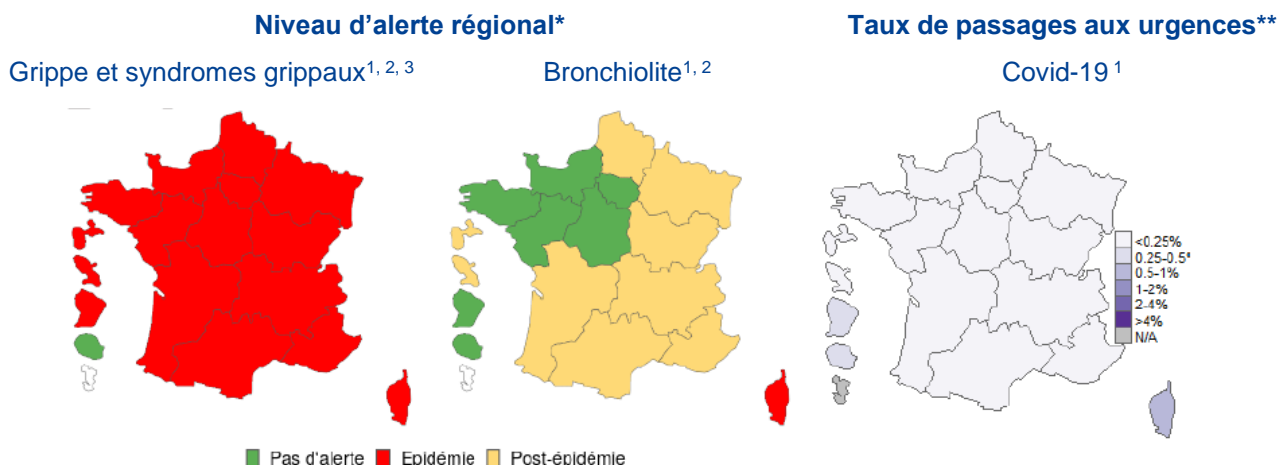 Niveau d'alerte régional*
Taux de passages aux urgences**
Grippe et syndromes grippaux1, 2, 3
Bronchiolite1, 2
Covid-19 1
<0.25%
0.25-0.5%
0.5-1%
1-2%
2-4%
>4%
N/A
Pas d'alerte
Epidémie
Post-épidémie